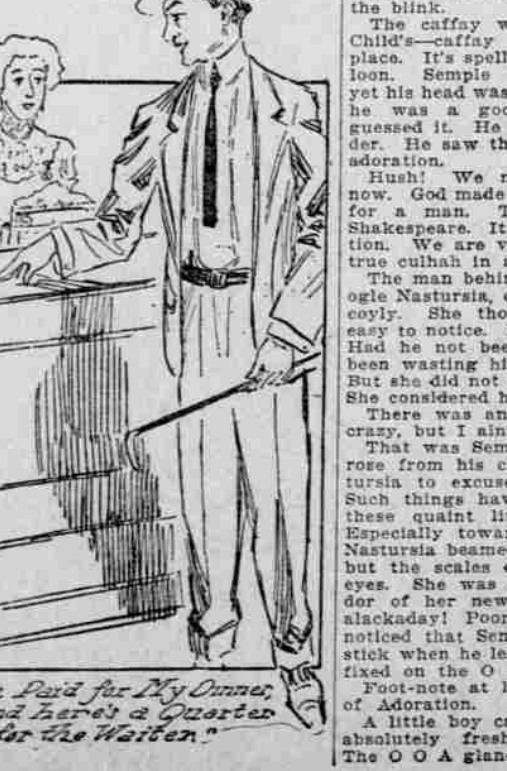 Paid for My Dinner,
nd here's a Quarter
for the Waiter."
the blink.
The caffay w
Child's—caffay
place. It's spell
loon. Semple
yet his head was
he was a goo
guessed it. He
der. He saw th
adoration.
Hush! We n
now. God made
for a man. T
Shakespeare. It
tion. We are v
true culhah in a
The man behin
ogle Nastursia, e
coyly. She tho
easy to notice.
Had he not bee
been wasting hi
But she did not
She considered h
There was an
crazy, but I ain'
That was Sem
rose from his c
tursia to excuse
Such things hav
these quaint lit
Especially towar
Nastursia beame
but the scales
eyes. She was
dor of her new
alackaday! Poor
noticed that Sem
stick when he le
fixed on the O
Foot-note at
of Adoration.
A little boy ca
absolutely fresh
The O O A glan